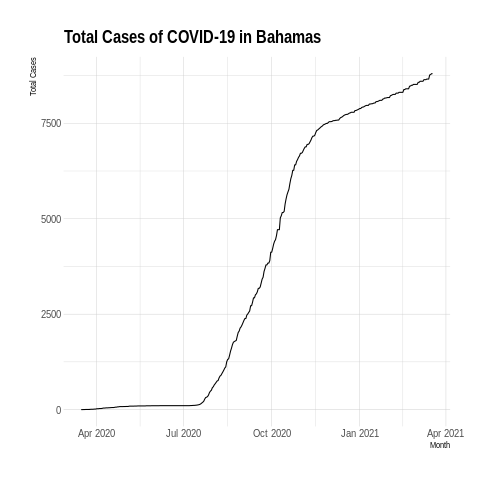 Total Cases of COVID-19 in Bahamas
Total Cases
7500
5000
2500
0
Apr 2020 Jul 2020 Oct 2020 Jan 2021 Apr 2021
Month